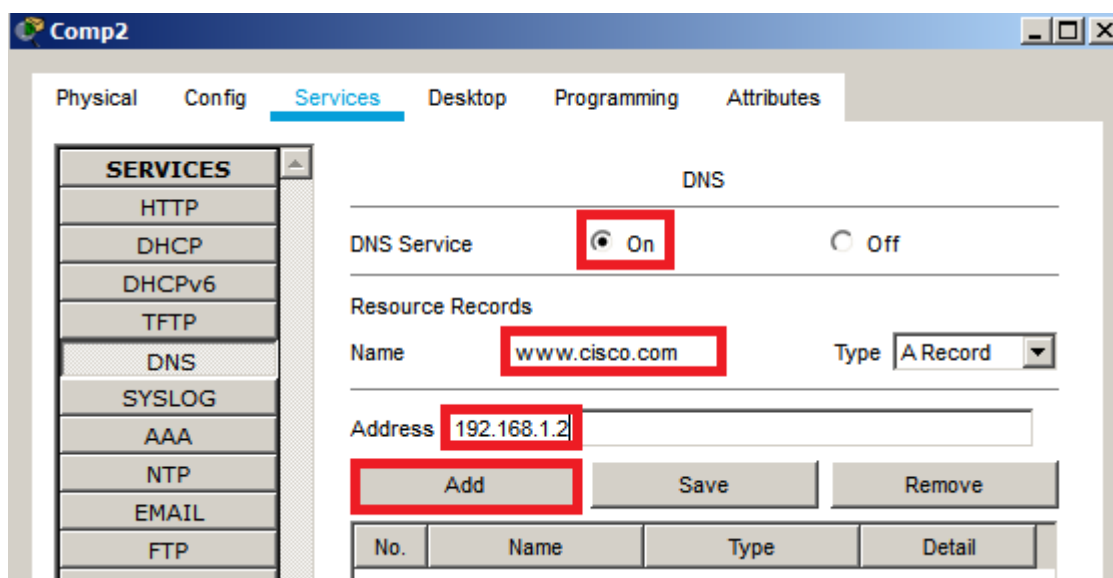 Comp2
Physical Config Services Desktop Programming Attributes
SERVICES
HTTP
DHCP
DHCPv6
TFTP
DNS
SYSLOG
AAA
NTP
EMAIL
FTP
DNS
DNS Service On Off
Resource Records
Name www.cisco.com Type A Record
Address 192.168.1.2
Add Save Remove
No. Name Type Detail